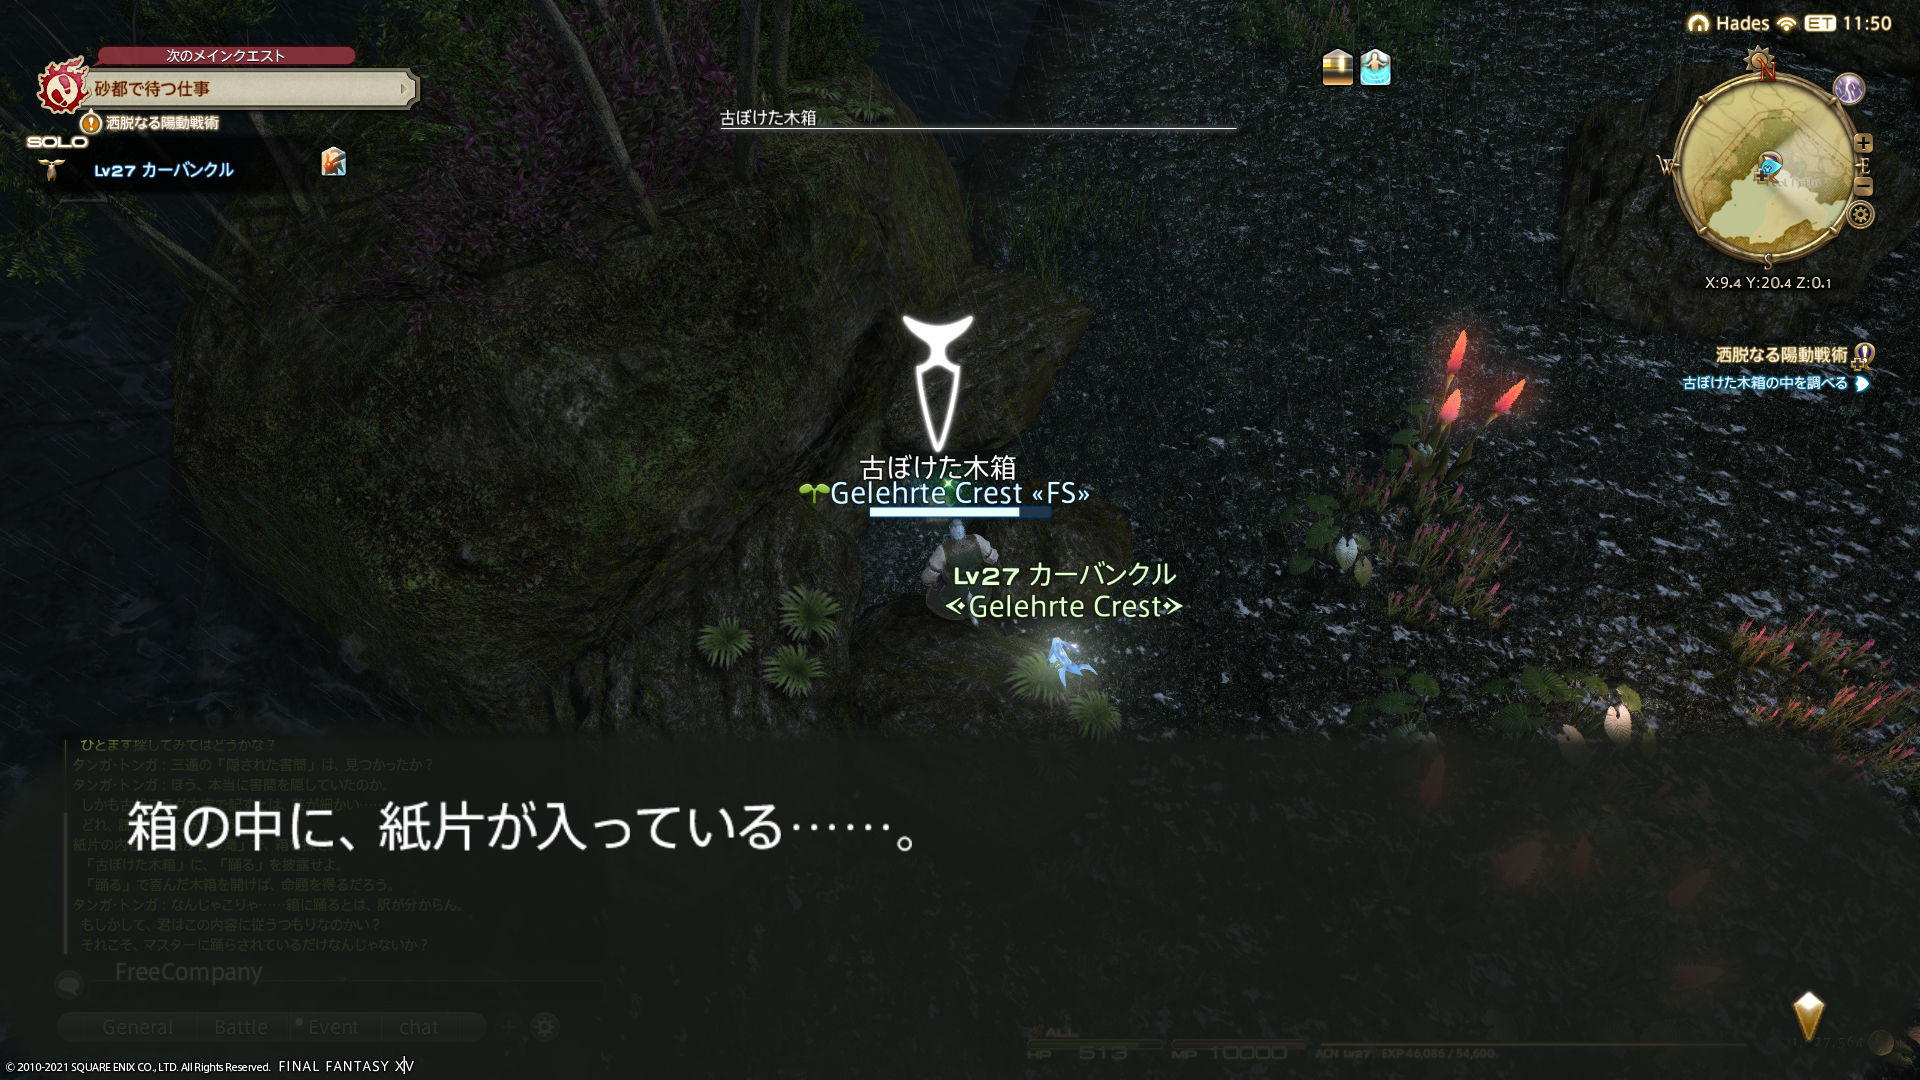 Hades ET 11:50
次のメインクエスト
砂都で待つ仕事
洒脱なる陽動戦術
SOLO
Lv27 カーバンクル
古ぼけた木箱
N
W
E
S
X:9.4 Y:20.4 Z:0.1
洒脱なる陽動戦術
古ぼけた木箱の中を調べる
古ぼけた木箱
Gelehrte Crest «FS»
Lv27 カーバンクル
Gelehrte Crest
ひとまず探してみてはどうかな？
タンガ・トンガ : 三通の「隠された書簡」は、見つかったか？
タンガ・トンガ : ほう、本当に書簡を隠していたのか。
箱の中に、紙片が入っている……。
「古ぼけた木箱」に、「踊る」を披露せよ。
「踊る」で喜んだ木箱を開けば、命題を得るだろう。
タンガ・トンガ : なんじゃこりゃ……箱に踊るとは、訳が分からん。
もしかして、君はこの内容に従うつもりなのかい？
それこそ、マスターに踊らされているだけなんじゃないか？
FreeCompany
General Battle Event chat
ALL
HP 513 MP 10000 ACN Lv27 EXP 46,086 / 54,600
© 2010-2021 SQUARE ENIX CO., LTD. All Rights Reserved. FINAL FANTASY XIV